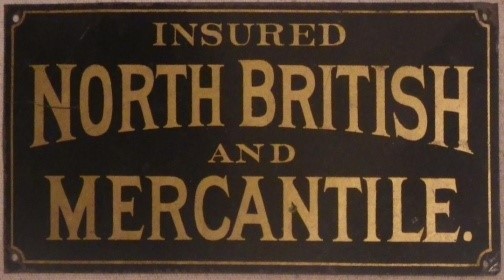 INSURED
NORTH BRITISH
AND
MERCANTILE.